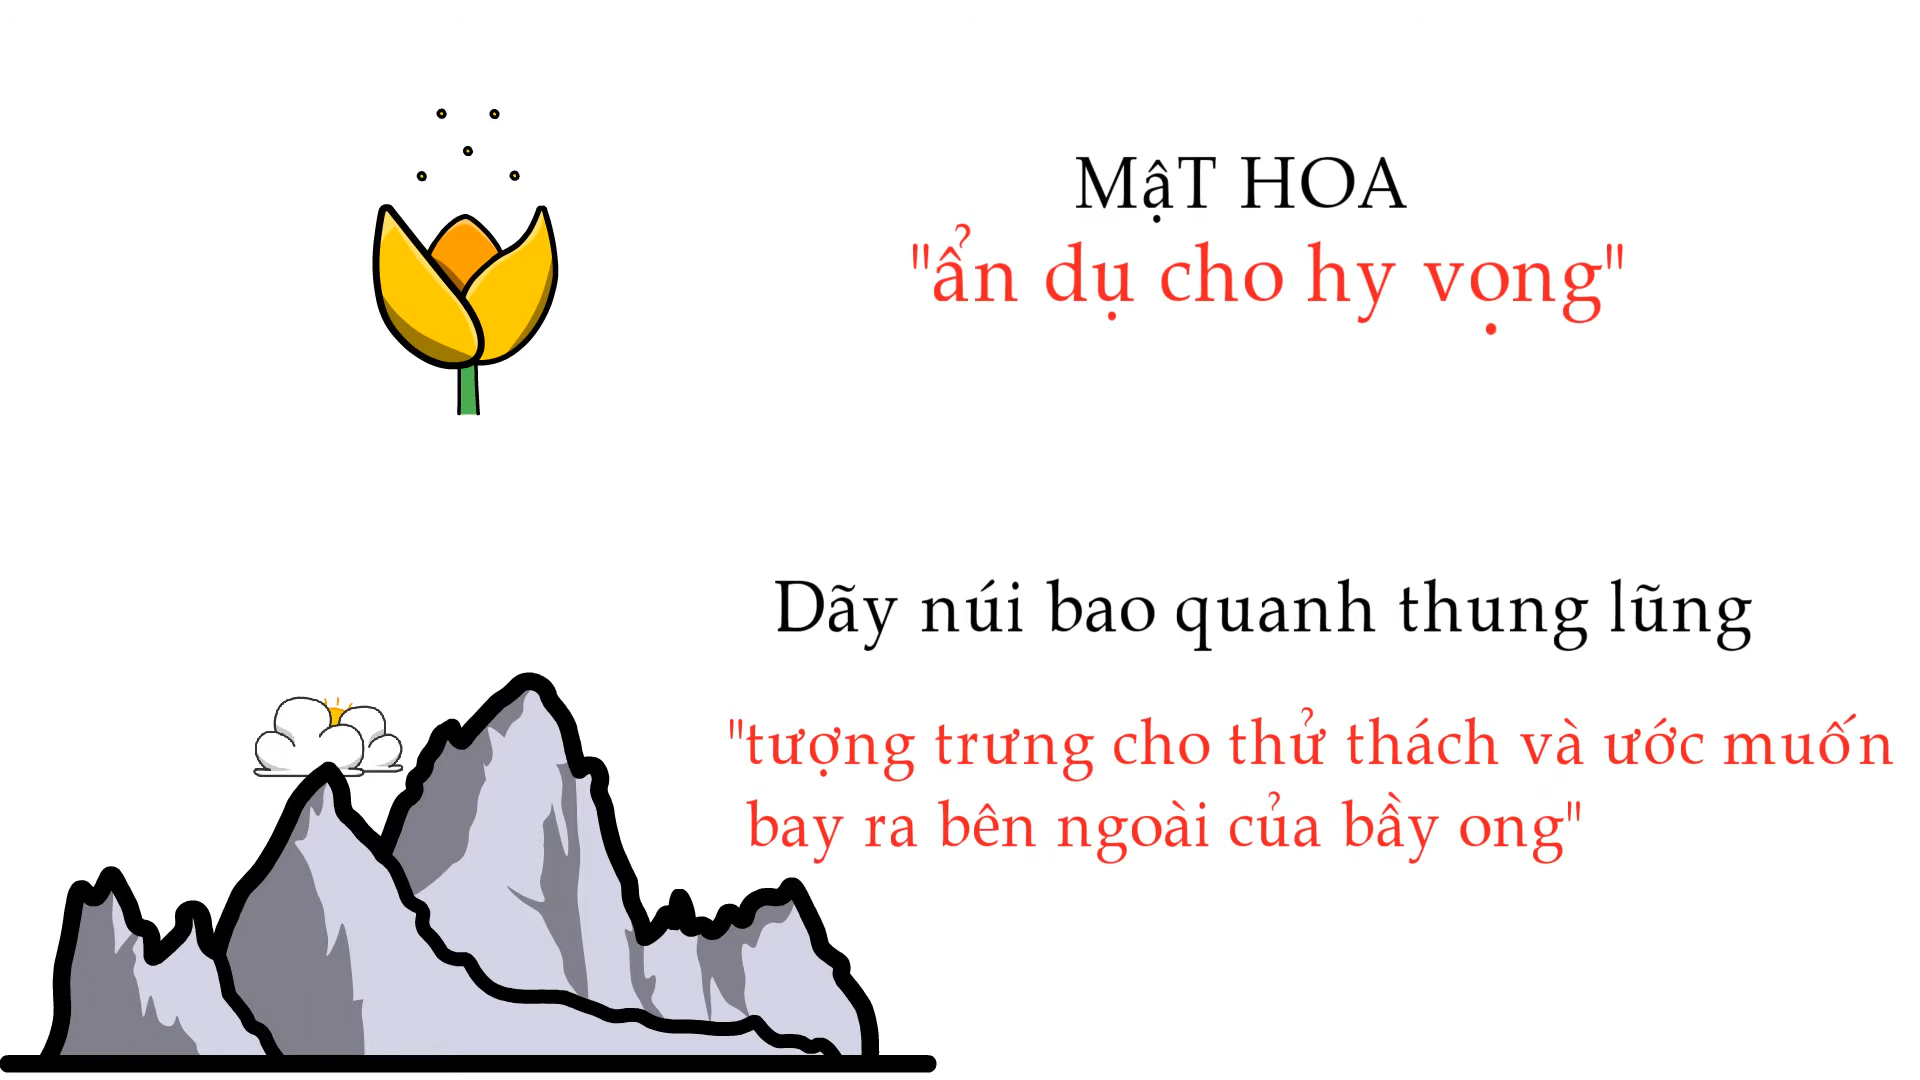 MậT HOA
"ẩn dụ cho hy vọng"
Dãy núi bao quanh thung lũng
"tượng trưng cho thử thách và ước muốn
bay ra bên ngoài của bầy ong"